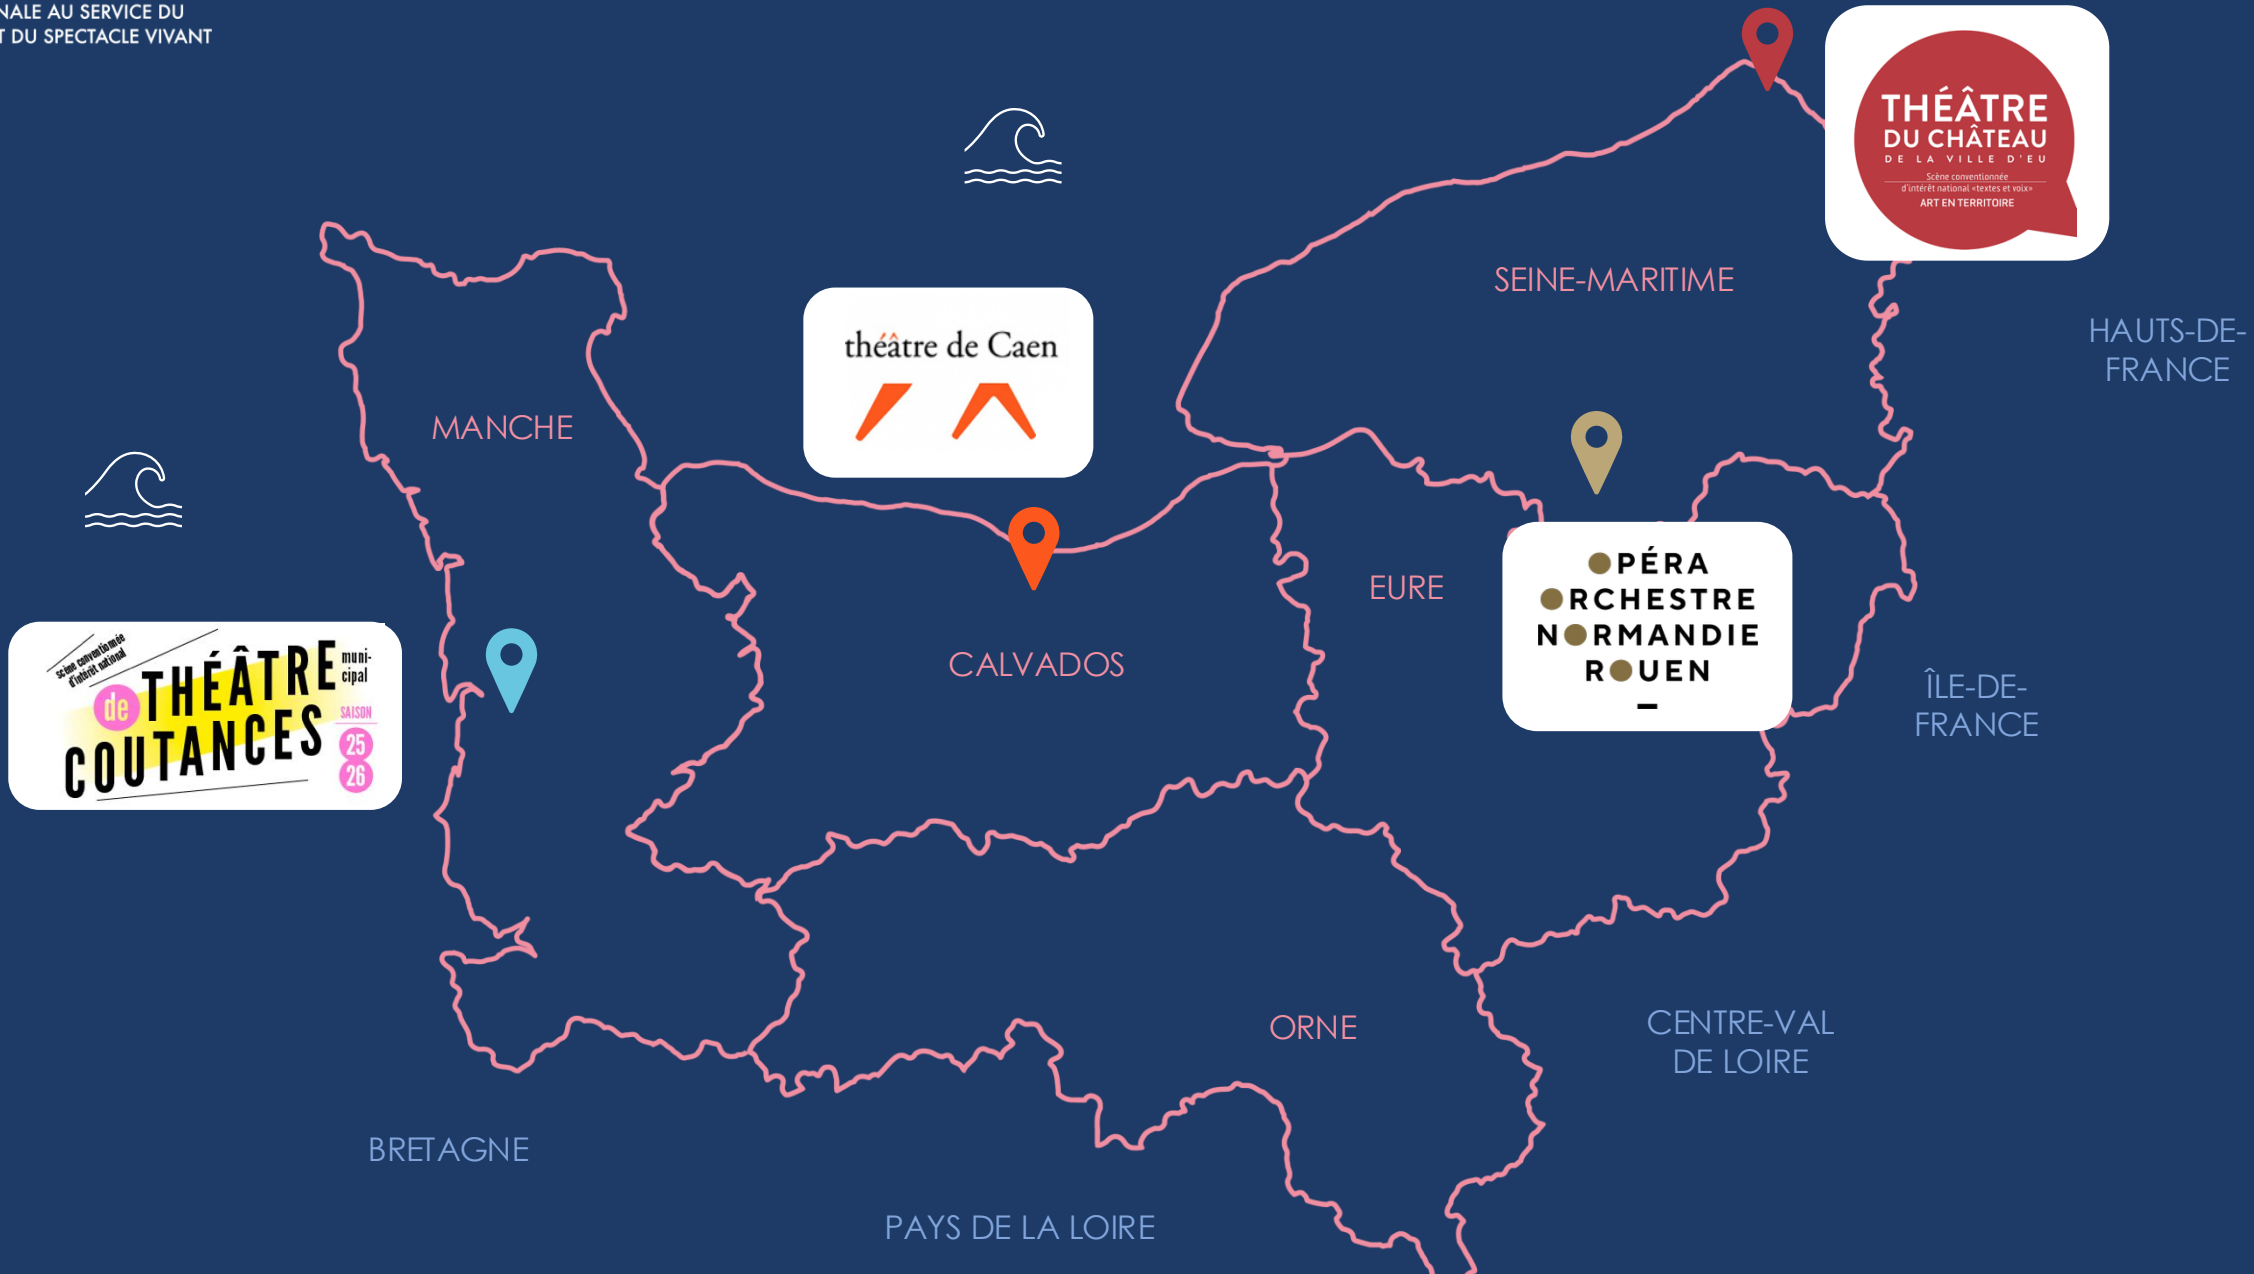 NALE AU SERVICE DU
T DU SPECTACLE VIVANT
THÉÂTRE
DU CHÂTEAU
DE LA VILLE D'EU
Scène conventionnée
d'intérêt national «textes et voix»
ART EN TERRITOIRE
SEINE-MARITIME
HAUTS-DE-
FRANCE
théâtre de Caen
MANCHE
OPÉRA
ORCHESTRE
NORMANDIE
ROUEN
EURE
CALVADOS
scène conventionnée
d'intérêt national
de THÉÂTRE
muni-
cipal
COUTANCES
SAISON
25
26
ÎLE-DE-
FRANCE
ORNE
CENTRE-VAL
DE LOIRE
BRETAGNE
PAYS DE LA LOIRE